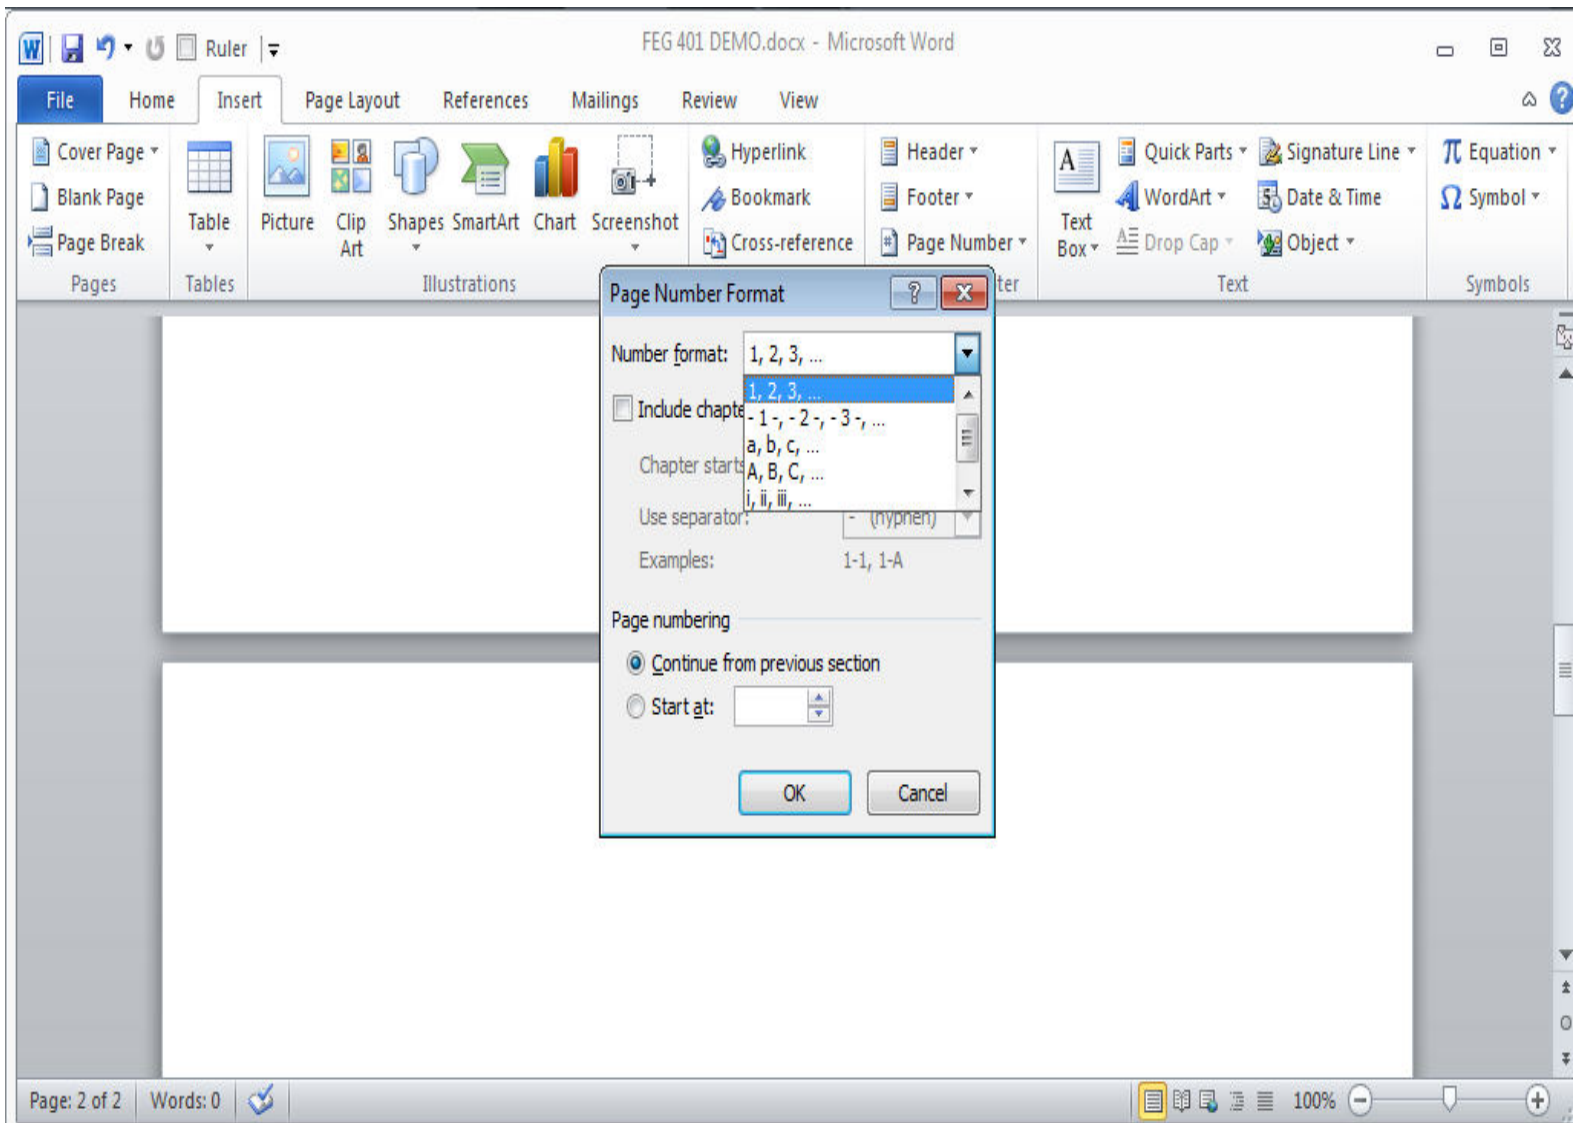 W Ruler FEG 401 DEMO.docx - Microsoft Word
File Home Insert Page Layout References Mailings Review View
Cover Page
Blank Page
Page Break
Pages
Table
Tables
Picture
Clip Art
Shapes
SmartArt
Chart
Screenshot
Illustrations
Hyperlink
Bookmark
Cross-reference
Header
Footer
Page Number
ter
A
Text Box
Quick Parts
WordArt
Drop Cap
Signature Line
Date & Time
Object
Text
π Equation
Ω Symbol
Symbols
Page Number Format
Number format: 1, 2, 3, ...
1, 2, 3, ...
- 1 -, - 2 -, - 3 -, ...
a, b, c, ...
A, B, C, ...
i, ii, iii, ...
Include chapte
Chapter starts
Use separator: - (hyphen)
Examples: 1-1, 1-A
Page numbering
Continue from previous section
Start at:
OK Cancel
Page: 2 of 2 Words: 0 100%